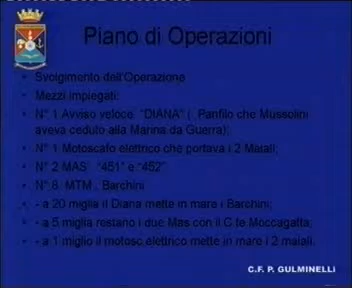 Piano di Operazioni
Svolgimento dell'Operazione
Mezzi impiegati:
N° 1 Avviso veloce "DIANA" ( Panfilo che Mussolini
aveva ceduto alla Marina da Guerra);
N° 1 Motoscafo elettrico che portava i 2 Maiali;
N° 2 MAS "451" e "452"
N° 8 MTM , Barchini
- a 20 miglia il Diana mette in mare i Barchini;
- a 5 miglia restano i due Mas con il C.te Moccagatta;
- a 1 miglio il motosc.elettrico mette in mare i 2 maiali.
C.F. P. GULMINELLI